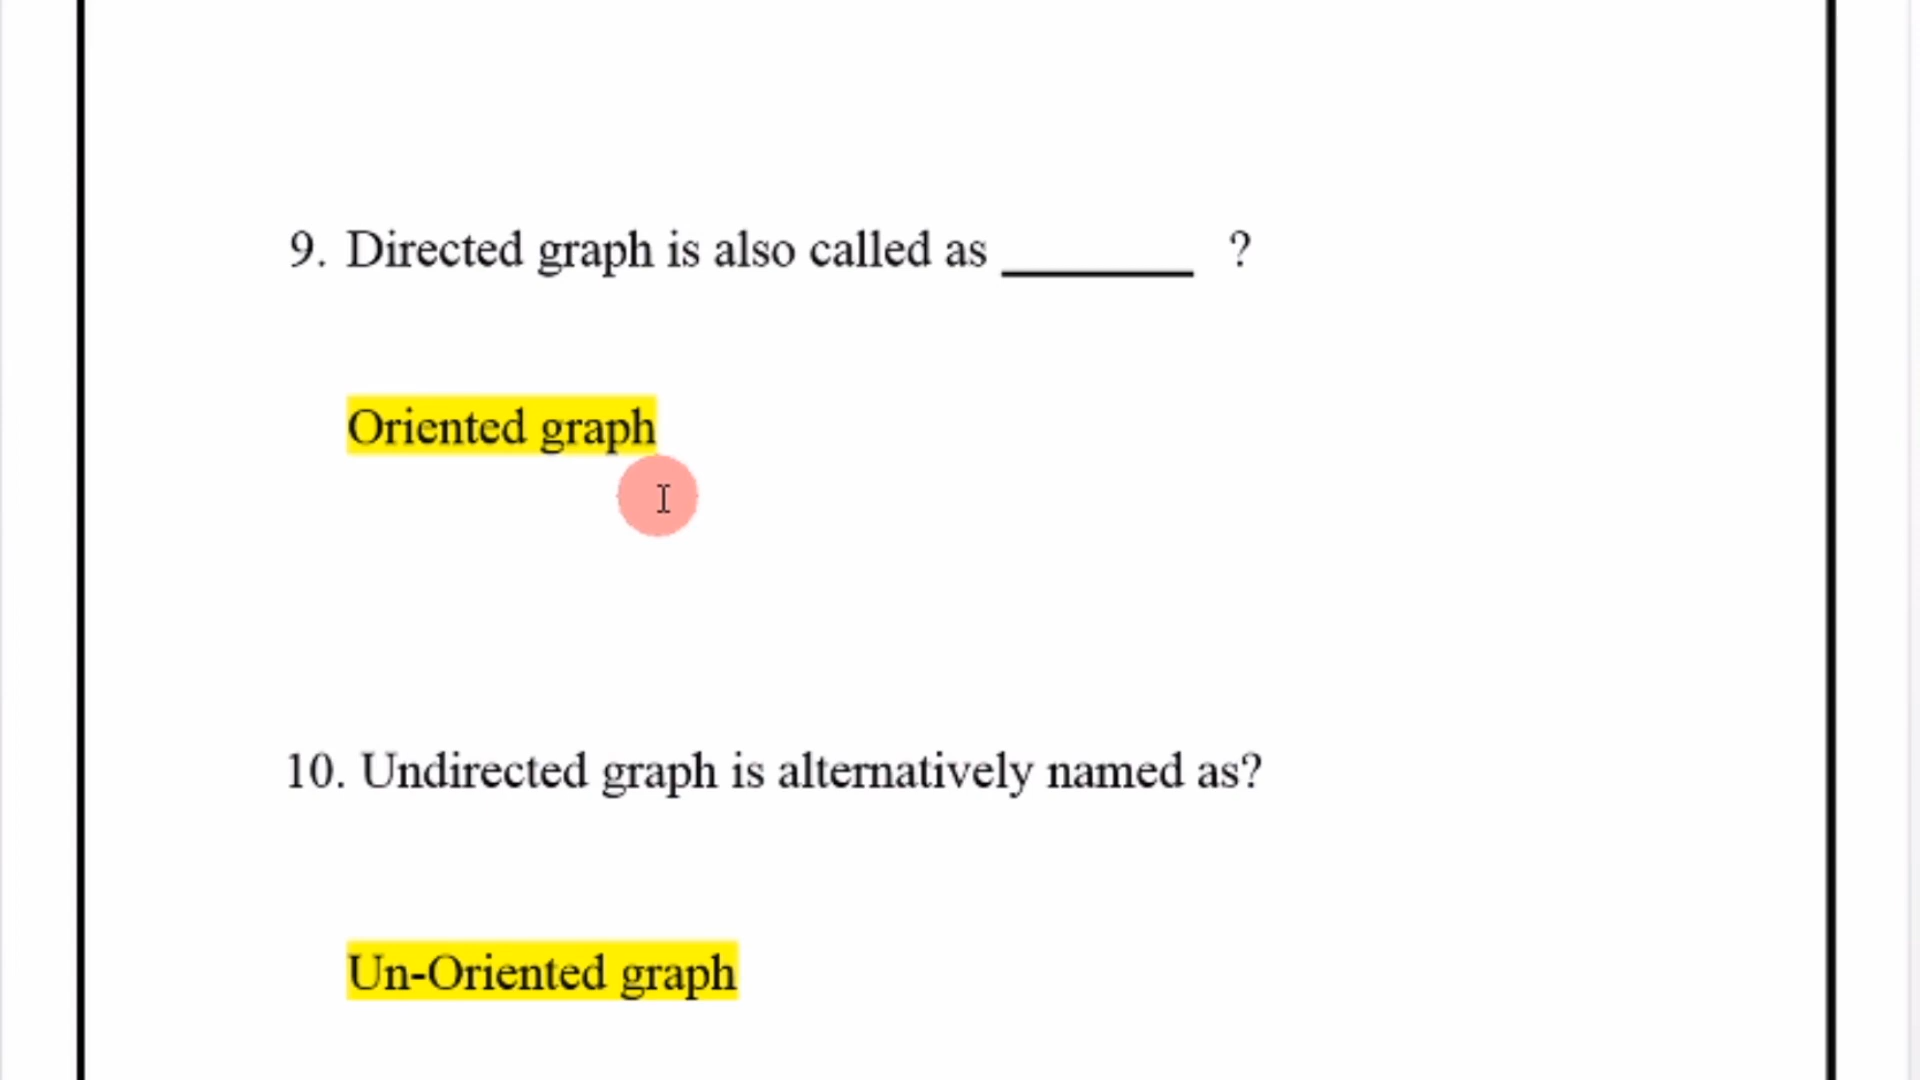 9. Directed graph is also called as ________ ?
Oriented graph
10. Undirected graph is alternatively named as?
Un-Oriented graph